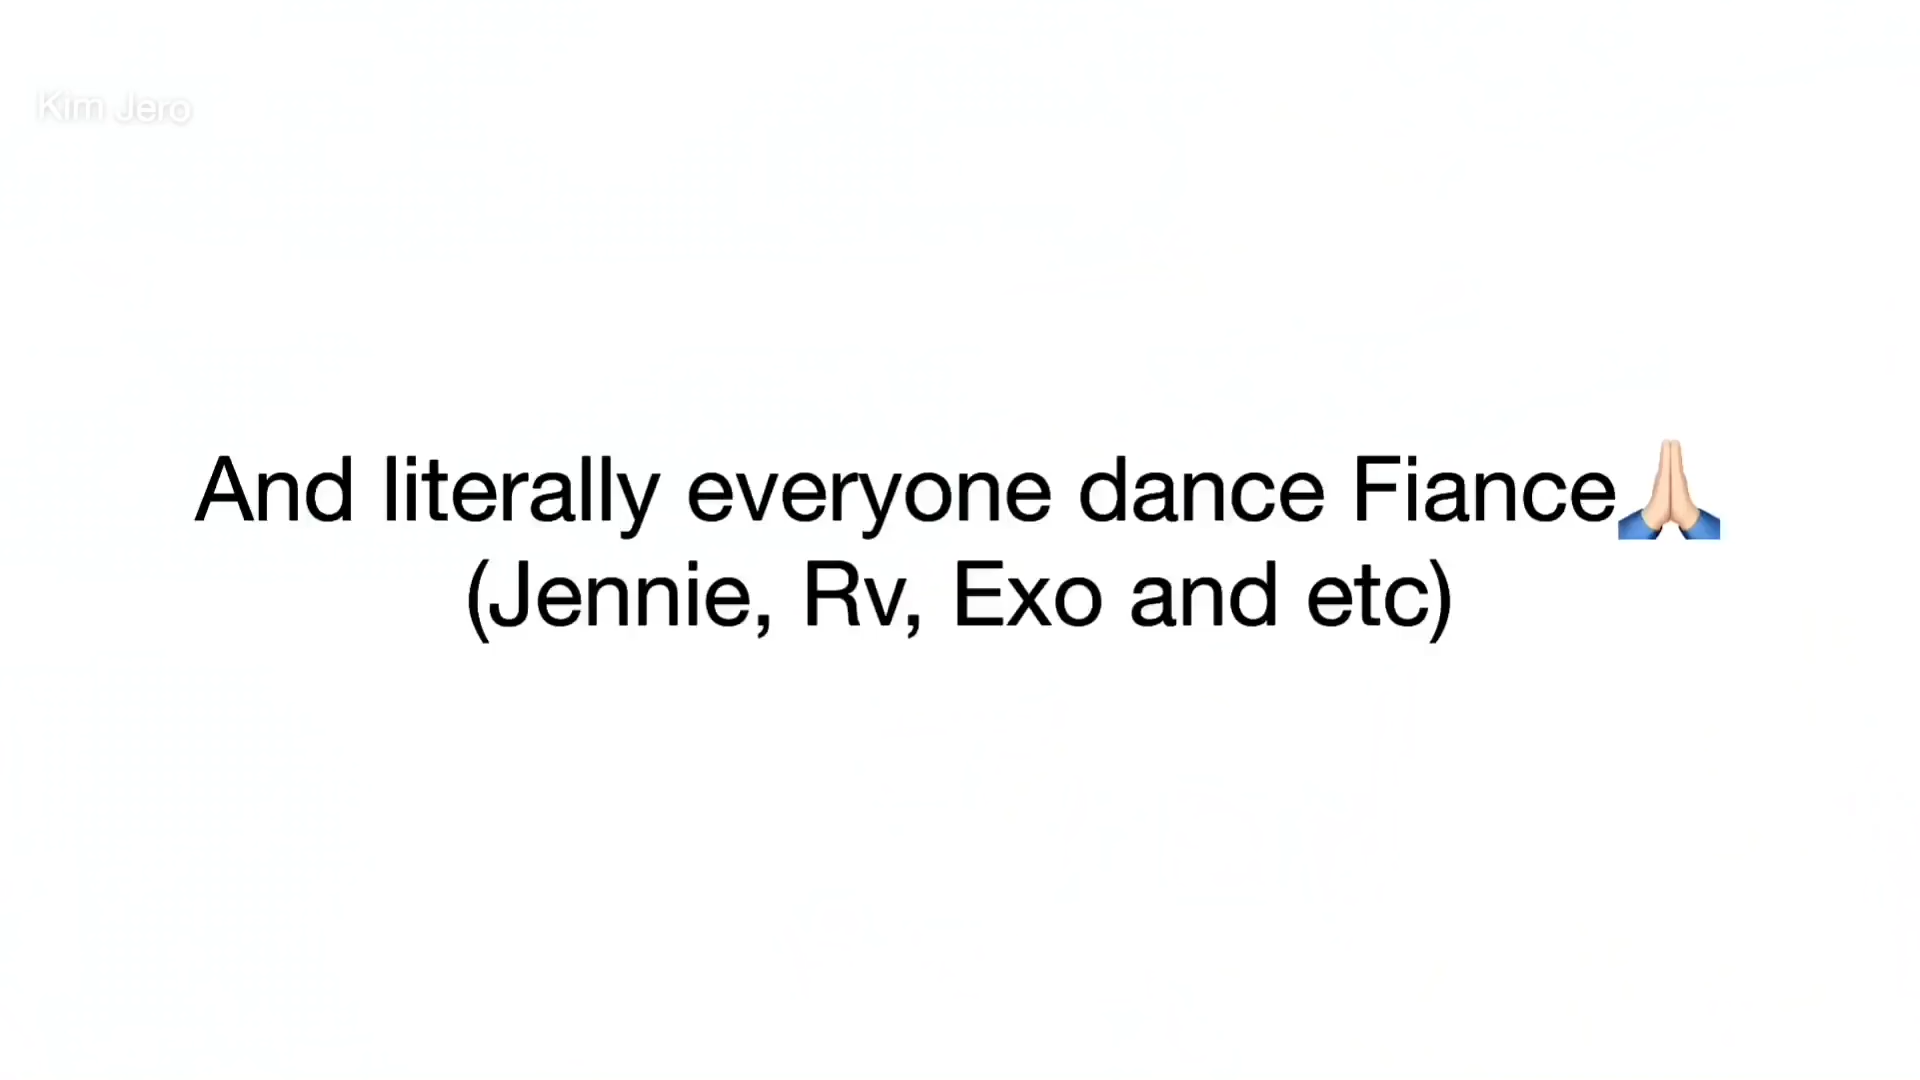 Kim Jero
And literally everyone dance Fiance🙏🏻
(Jennie, Rv, Exo and etc)